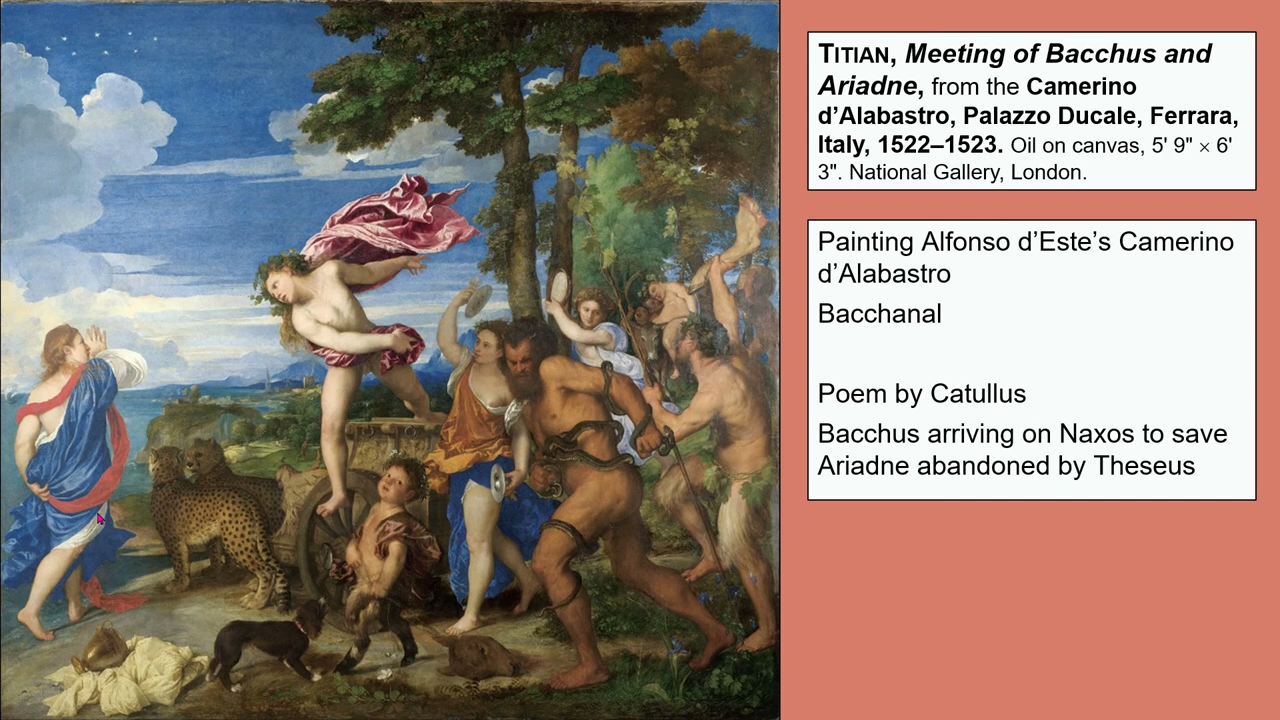 TITIAN, Meeting of Bacchus and
Ariadne, from the Camerino
d’Alabastro, Palazzo Ducale, Ferrara,
Italy, 1522–1523. Oil on canvas, 5' 9" × 6'
3". National Gallery, London.
Painting Alfonso d’Este’s Camerino
d’Alabastro
Bacchanal
Poem by Catullus
Bacchus arriving on Naxos to save
Ariadne abandoned by Theseus